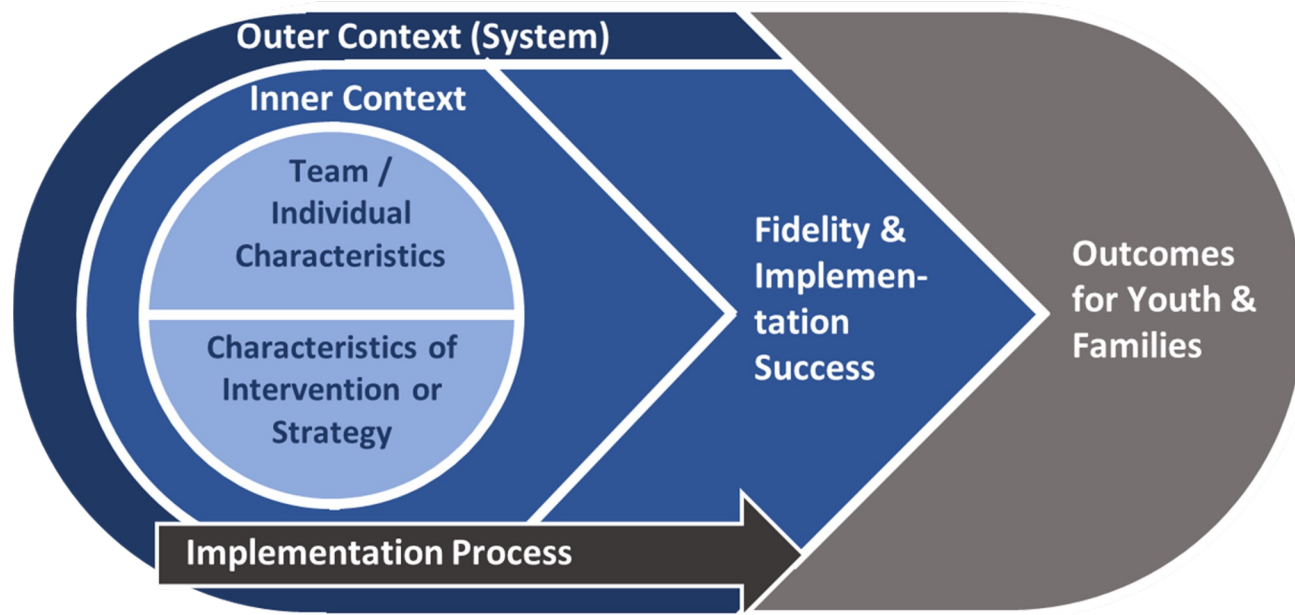 Outer Context (System)
Inner Context
Team /
Individual
Characteristics
Characteristics of
Intervention or
Strategy
Implementation Process
Fidelity &
Implemen-
tation
Success
Outcomes
for Youth &
Families